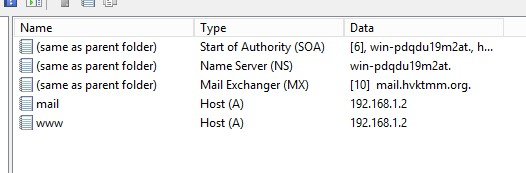 Name Type Data
(same as parent folder) Start of Authority (SOA) [6], win-pdqdu19m2at., h...
(same as parent folder) Name Server (NS) win-pdqdu19m2at.
(same as parent folder) Mail Exchanger (MX) [10] mail.hvktmm.org.
mail Host (A) 192.168.1.2
www Host (A) 192.168.1.2